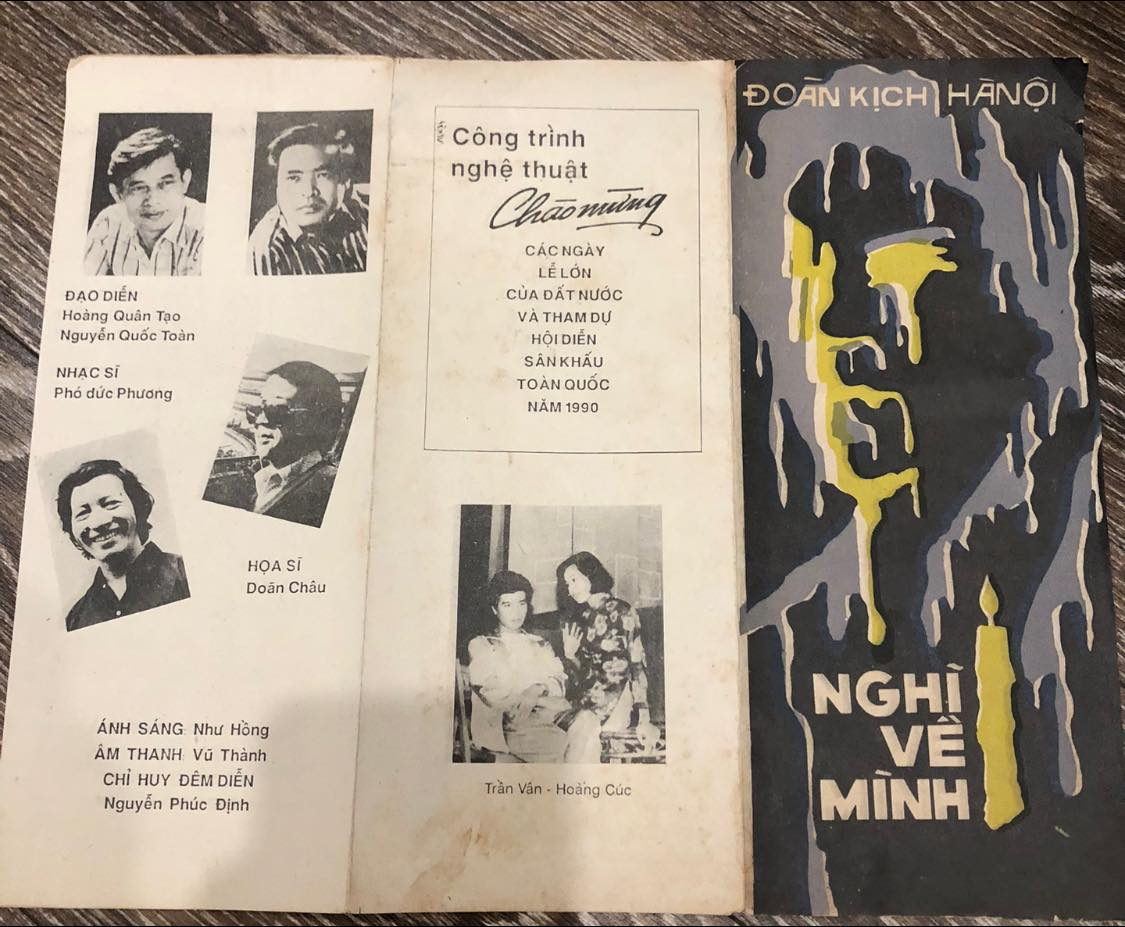 ĐẠO DIỄN
Hoàng Quân Tạo
Nguyễn Quốc Toàn
NHẠC SĨ
Phó đức Phương
HỌA SĨ
Doãn Châu
ÁNH SÁNG: Như Hồng
ÂM THANH: Vũ Thành
CHỈ HUY ĐÊM DIỄN
Nguyễn Phúc Định
Công trình
nghệ thuật
Chào mừng
CÁC NGÀY
LỄ LỚN
CỦA ĐẤT NƯỚC
VÀ THAM DỰ
HỘI DIỄN
SÂN KHẤU
TOÀN QUỐC
NĂM 1990
Trần Vân - Hoàng Cúc
ĐOÀN KỊCH HÀNỘI
NGHĨ
VỀ
MÌNH